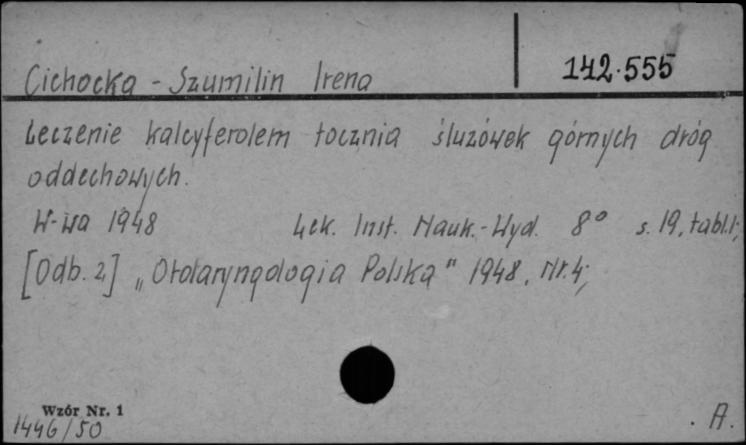 142.555
Cichocka - Szumilin Irena
Leczenie kalcyferolem tocznia śluzówek górnych dróg
oddechowych.
W-wa 1948 Lek. Inst. Nauk.-Wyd. 8° s. 19, tabl.1;
[Odb. z] „Otolaryngologia Polska" 1948, Nr.4;
Wzór Nr. 1
1446/50
. A.